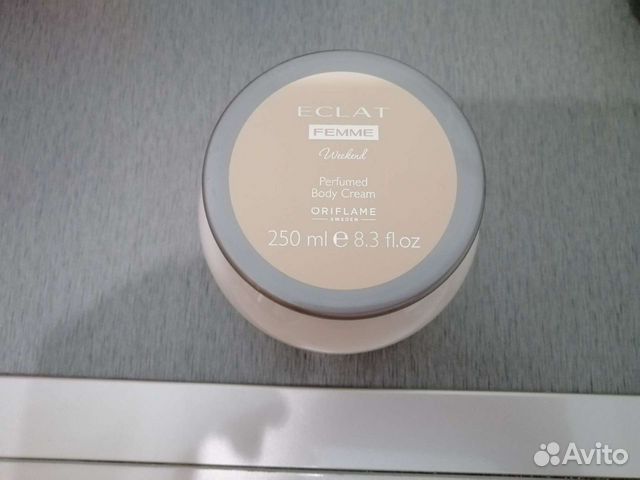 ECLAT
FEMME
Weekend
Perfumed
Body Cream
ORIFLAME
SWEDEN
250 ml ℮ 8.3 fl.oz
Avito